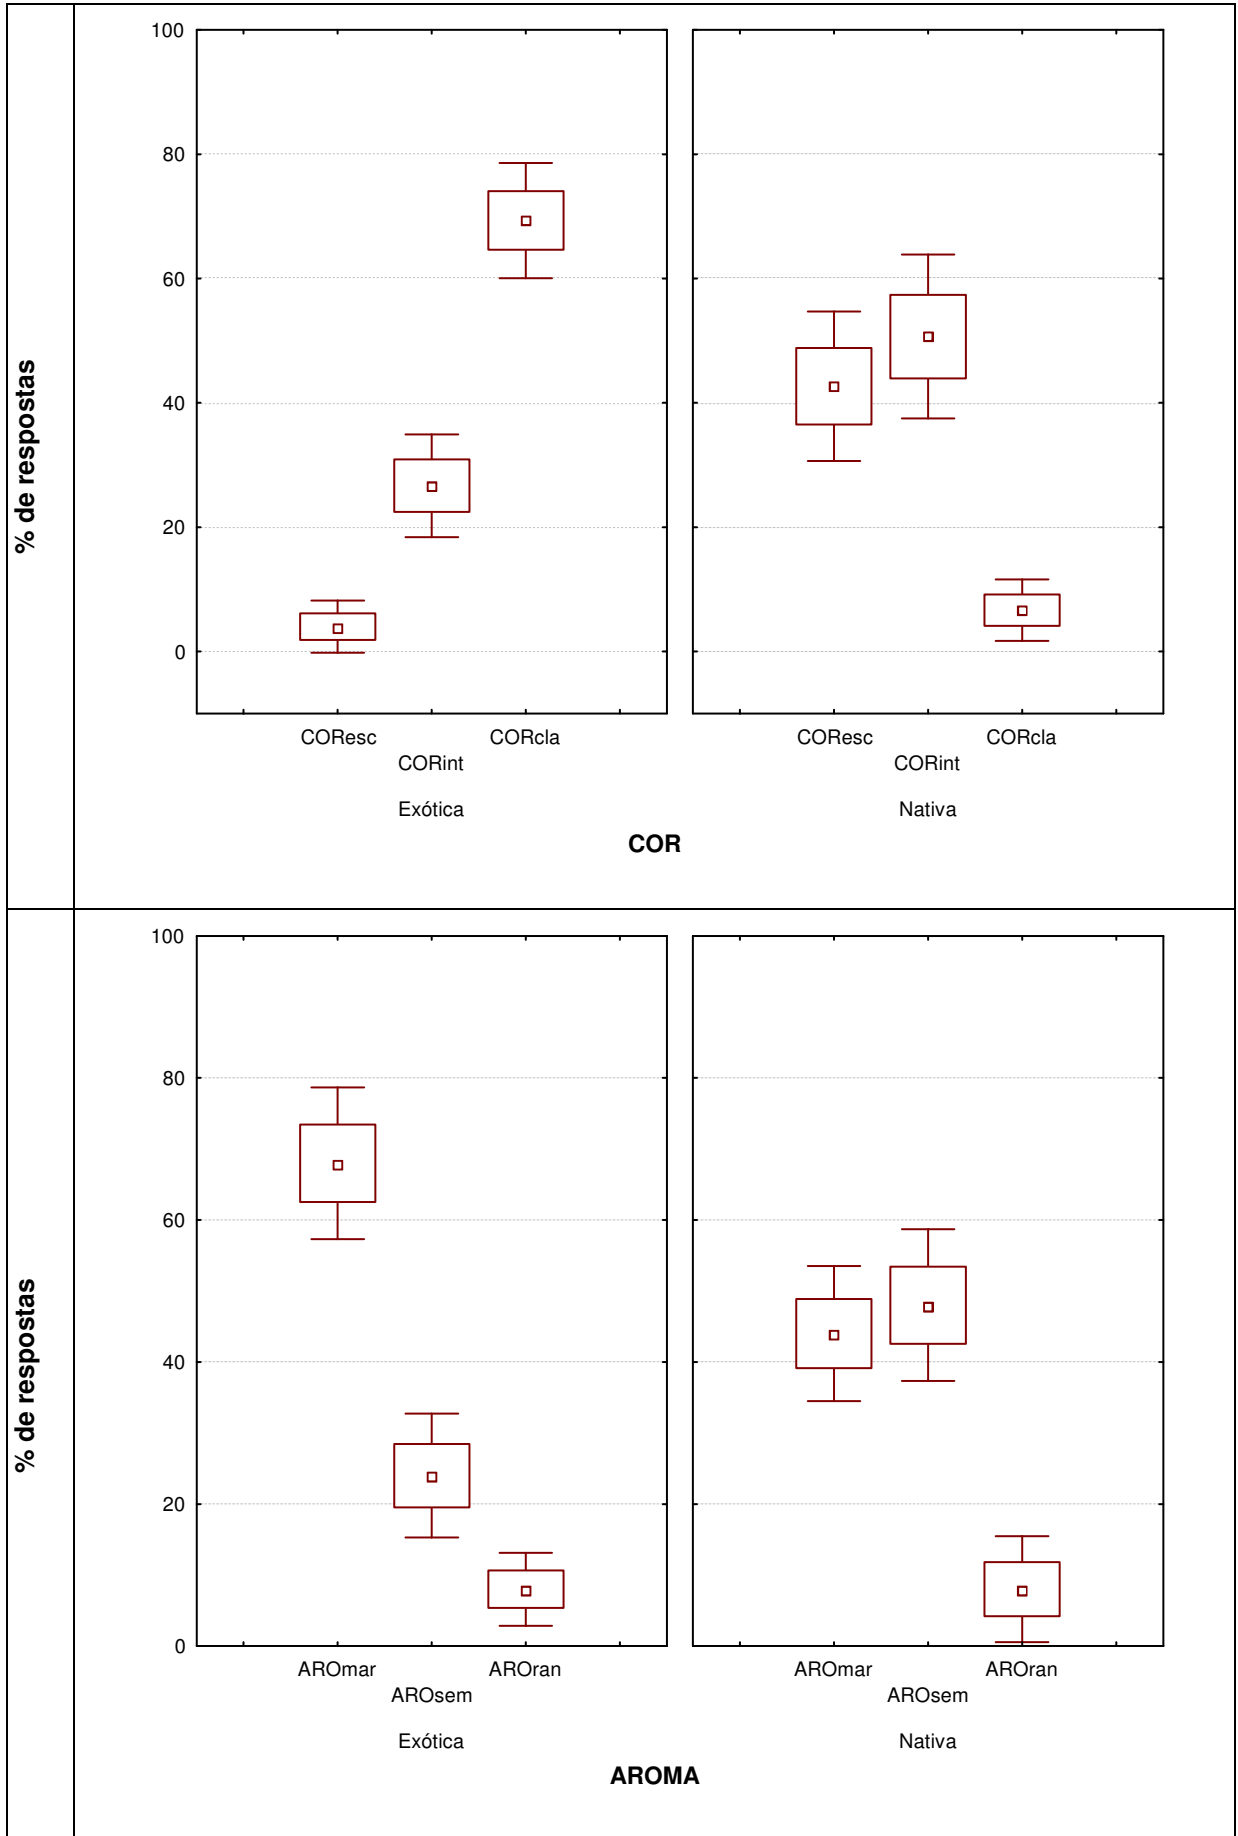 % de respostas
100
80
60
40
20
0
COResc CORcla COResc CORcla
CORint CORint
Exótica Nativa
COR
% de respostas
100
80
60
40
20
0
AROmar AROran AROmar AROran
AROsem AROsem
Exótica Nativa
AROMA